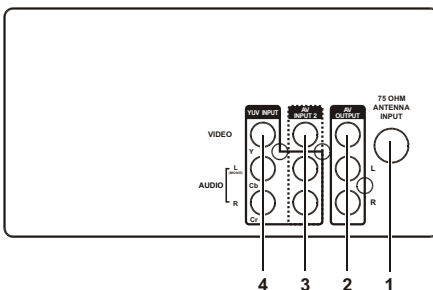 75 OHM
ANTENNA
INPUT
YUV INPUT
AV
INPUT 2
AV
OUTPUT
VIDEO
Y
L
(MONO)
L
Cb
AUDIO
R
R
Cr
4
3
2
1